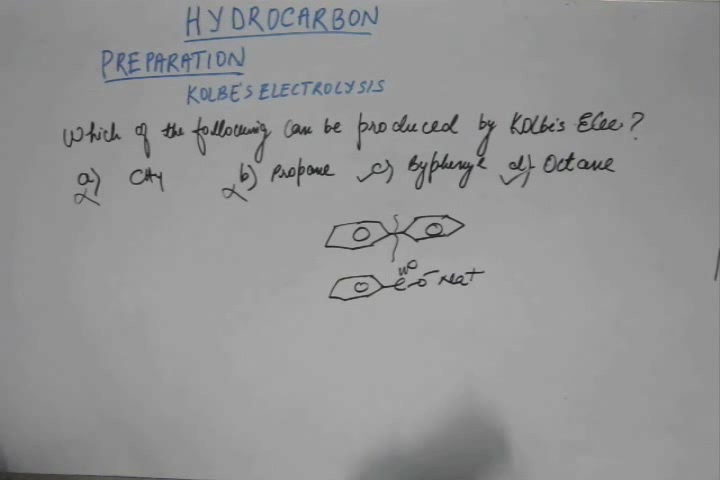 HYDROCARBON
PREPARATION
KOLBE'S ELECTROLYSIS
Which of the following can be produced by Kolbe's Elec?
a) CH4 b) Propane c) Byphenyl d) Octane
O O
O C O⁻ Na+